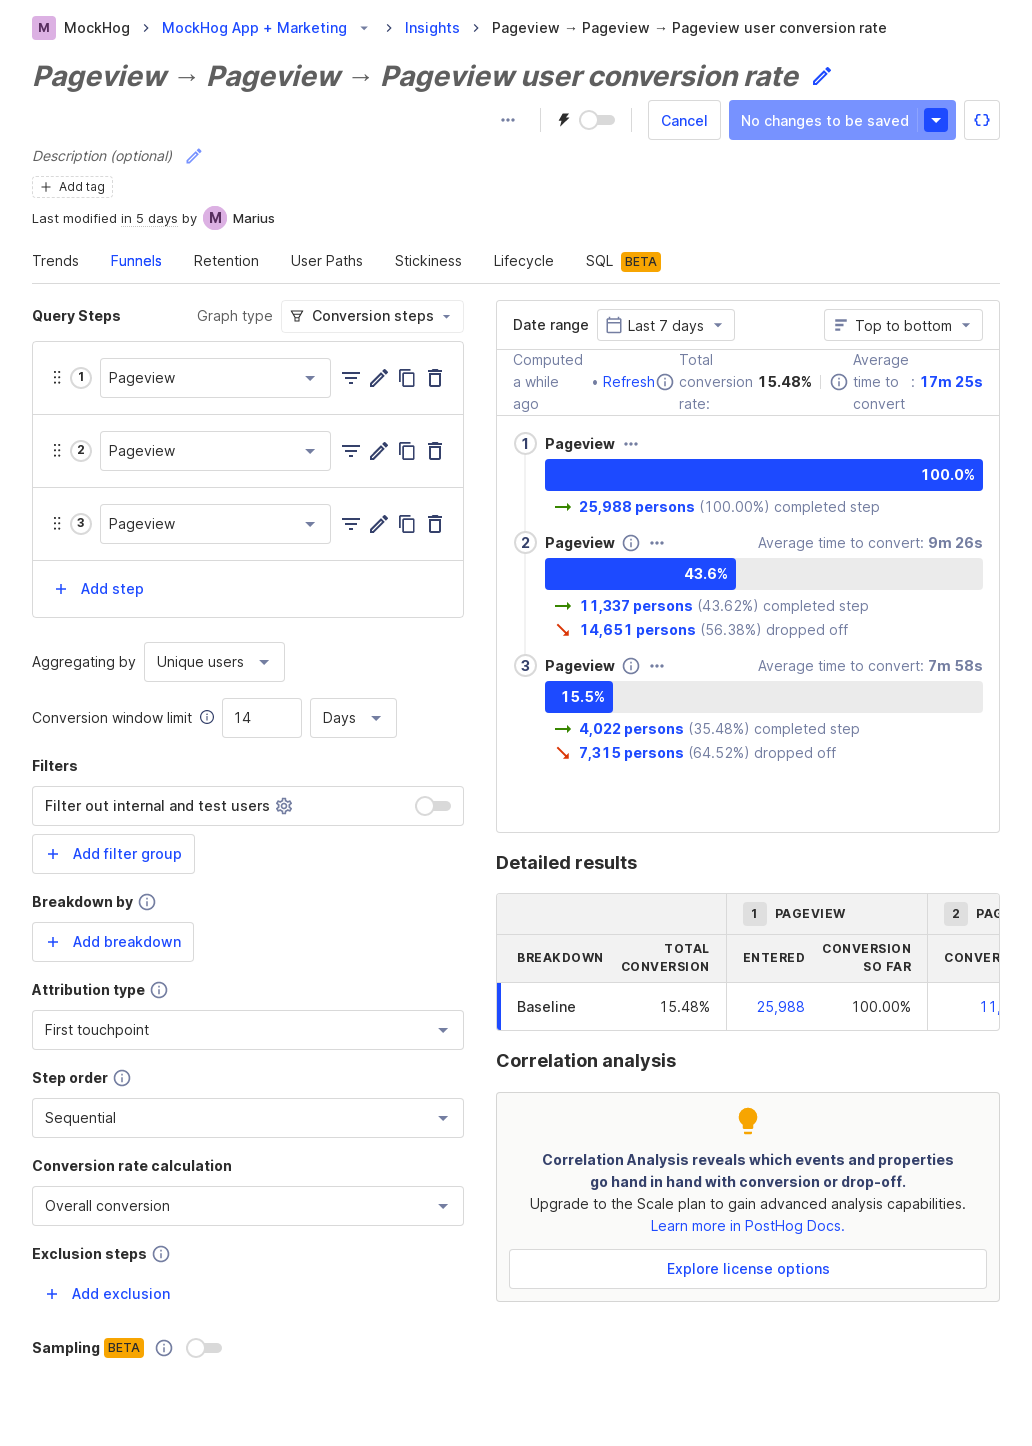 M MockHog > MockHog App + Marketing > Insights > Pageview → Pageview → Pageview user conversion rate
Pageview → Pageview → Pageview user conversion rate
Cancel No changes to be saved {}
Description (optional)
+ Add tag
Last modified in 5 days by M Marius
Trends Funnels Retention User Paths Stickiness Lifecycle SQL BETA
Query Steps Graph type Conversion steps
1 Pageview
2 Pageview
3 Pageview
+ Add step
Aggregating by Unique users
Conversion window limit 14 Days
Filters
Filter out internal and test users
+ Add filter group
Breakdown by
+ Add breakdown
Attribution type
First touchpoint
Step order
Sequential
Conversion rate calculation
Overall conversion
Exclusion steps
+ Add exclusion
Sampling BETA
Date range Last 7 days Top to bottom
Computed a while ago • Refresh Total conversion rate: 15.48% Average time to convert : 17m 25s
1 Pageview
100.0%
25,988 persons (100.00%) completed step
2 Pageview Average time to convert: 9m 26s
43.6%
11,337 persons (43.62%) completed step
14,651 persons (56.38%) dropped off
3 Pageview Average time to convert: 7m 58s
15.5%
4,022 persons (35.48%) completed step
7,315 persons (64.52%) dropped off
Detailed results
1 PAGEVIEW 2 PAG
BREAKDOWN TOTAL CONVERSION ENTERED CONVERSION SO FAR CONVER
Baseline 15.48% 25,988 100.00% 11,
Correlation analysis
Correlation Analysis reveals which events and properties
go hand in hand with conversion or drop-off.
Upgrade to the Scale plan to gain advanced analysis capabilities.
Learn more in PostHog Docs.
Explore license options